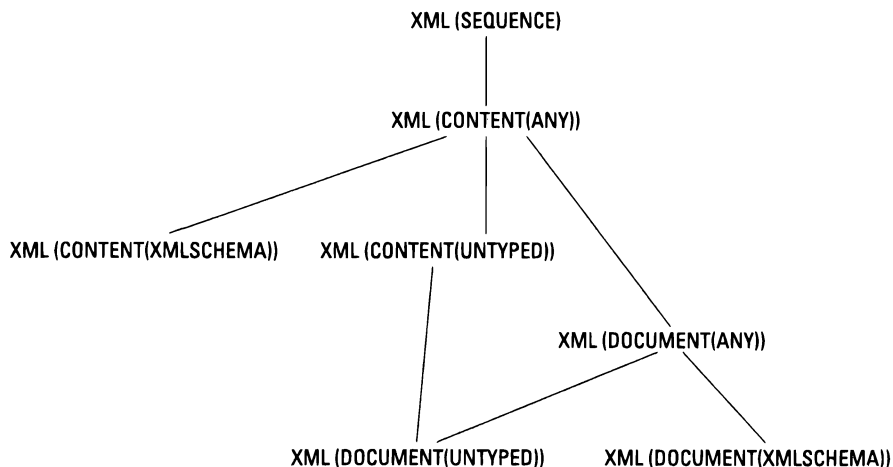 XML (SEQUENCE)
XML (CONTENT(ANY))
XML (CONTENT(XMLSCHEMA))
XML (CONTENT(UNTYPED))
XML (DOCUMENT(ANY))
XML (DOCUMENT(UNTYPED))
XML (DOCUMENT(XMLSCHEMA))